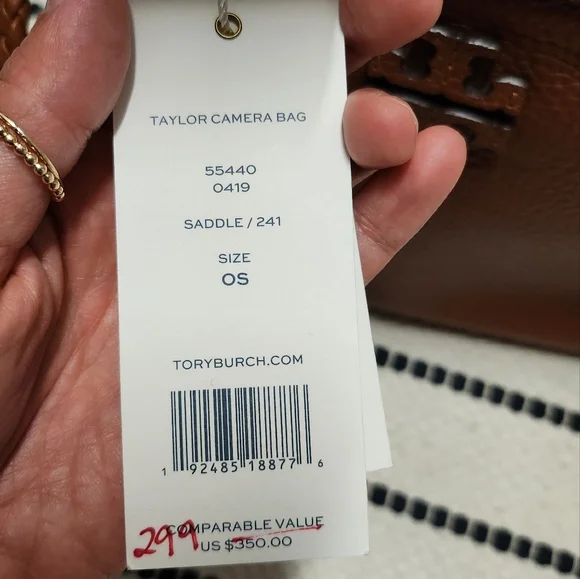 TAYLOR CAMERA BAG
55440
0419
SADDLE / 241
SIZE
OS
TORYBURCH.COM
1 92485 18877 6
COMPARABLE VALUE
299 US $350.00